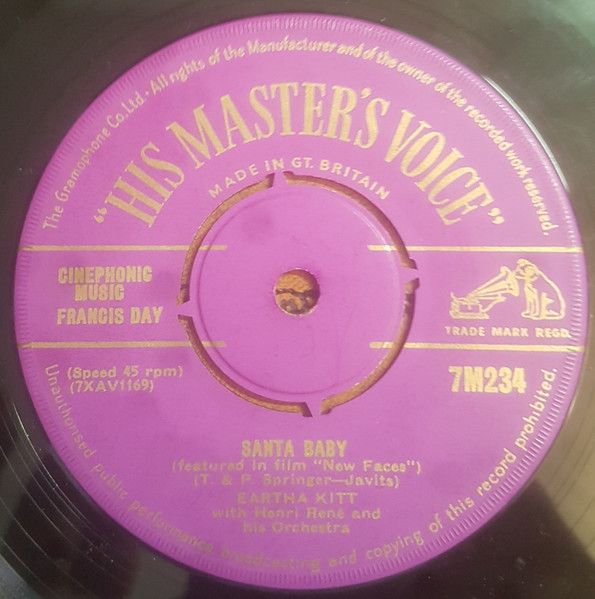 The Gramophone Co.Ltd. · All rights of the Manufacturer and of the owner of the recorded work reserved.
"HIS MASTER'S VOICE"
MADE IN GT. BRITAIN
CINEPHONIC
MUSIC
FRANCIS DAY
TRADE MARK REGD.
(Speed 45 rpm)
(7XAV1169)
7M234
SANTA BABY
(featured in film "New Faces")
(T. & P. Springer—Javits)
EARTHA KITT
with Henri René and
his Orchestra
Unauthorised public performance broadcasting and copying of this record prohibited.